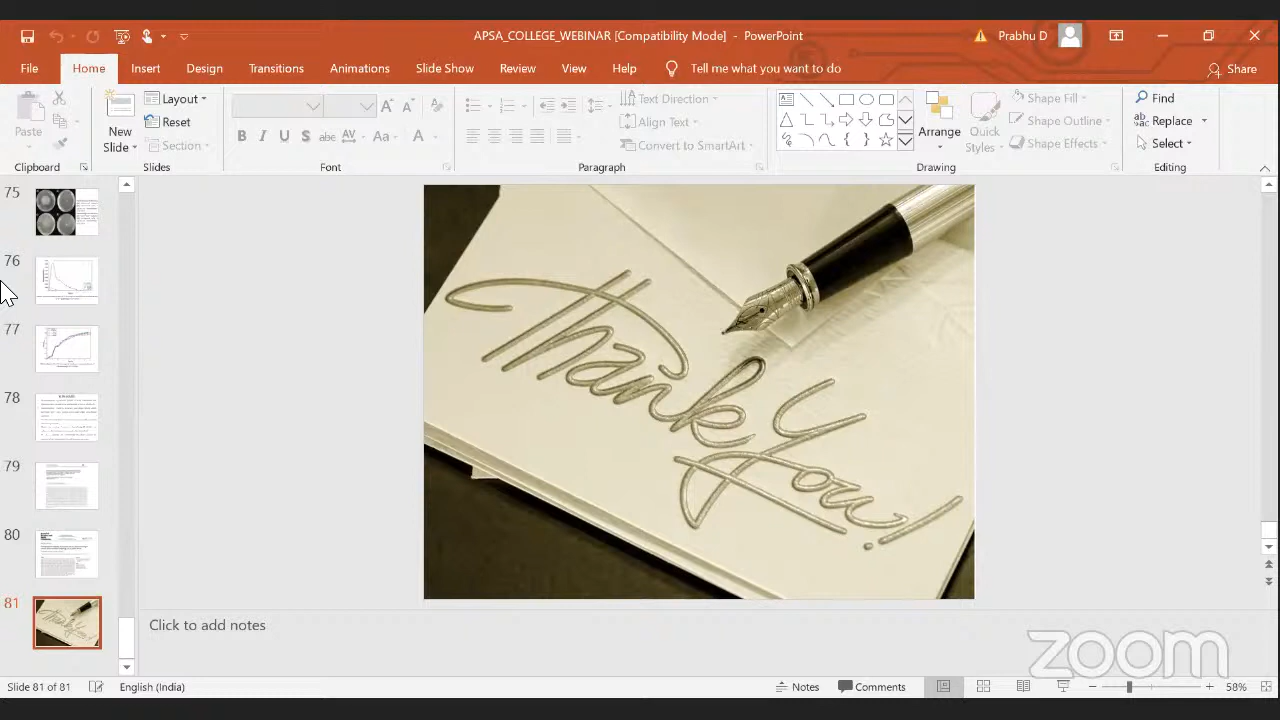 APSA_COLLEGE_WEBINAR [Compatibility Mode] - PowerPoint
Prabhu D
File Home Insert Design Transitions Animations Slide Show Review View Help Tell me what you want to do
Share
Paste
New
Slide
Layout
Reset
Section
B I U S abc AV Aa A
Text Direction
Align Text
Convert to SmartArt
Arrange
Quick
Styles
Shape Fill
Shape Outline
Shape Effects
Find
Replace
Select
Clipboard Slides Font Paragraph Drawing Editing
75
76
77
78
79
80
81
Thank
You!
Click to add notes
zoom
Slide 81 of 81 English (India) Notes Comments 58%